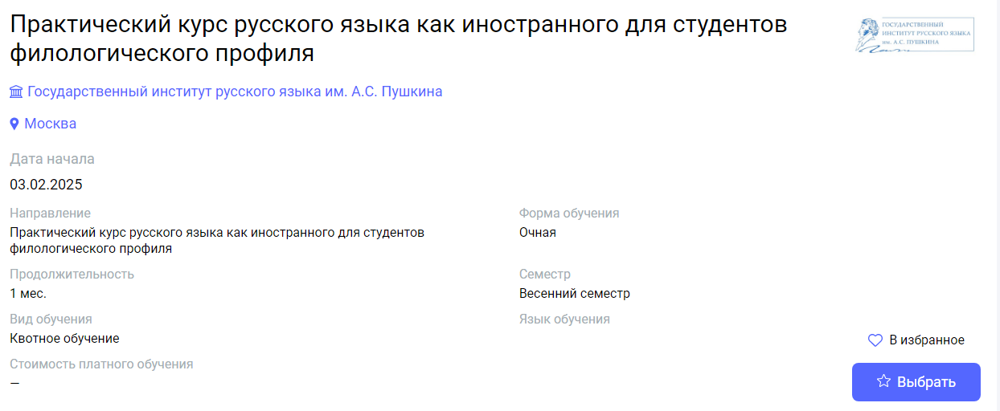 Практический курс русского языка как иностранного для студентов
филологического профиля
ГОСУДАРСТВЕННЫЙ
ИНСТИТУТ РУССКОГО ЯЗЫКА
им. А.С. ПУШКИНА
Государственный институт русского языка им. А.С. Пушкина
Москва
Дата начала
03.02.2025
Направление
Практический курс русского языка как иностранного для студентов
филологического профиля
Форма обучения
Очная
Продолжительность
1 мес.
Семестр
Весенний семестр
Вид обучения
Квотное обучение
Язык обучения
Стоимость платного обучения
—
В избранное
Выбрать